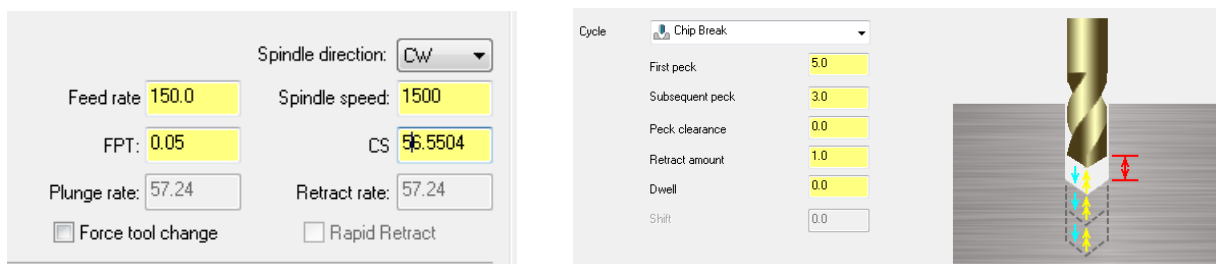 Spindle direction: CW
Feed rate 150.0 Spindle speed: 1500
FPT: 0.05 CS 56.5504
Plunge rate: 57.24 Retract rate: 57.24
Force tool change Rapid Retract
Cycle Chip Break
First peck 5.0
Subsequent peck 3.0
Peck clearance 0.0
Retract amount 1.0
Dwell 0.0
Shift 0.0